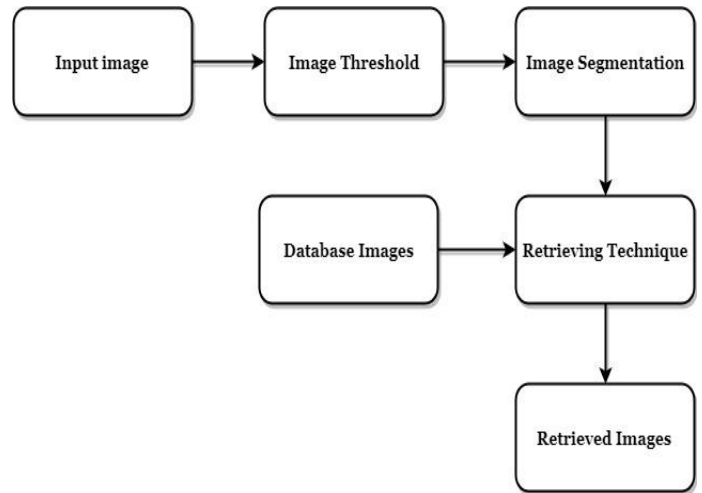 Input image
Image Threshold
Image Segmentation
Database Images
Retrieving Technique
Retrieved Images